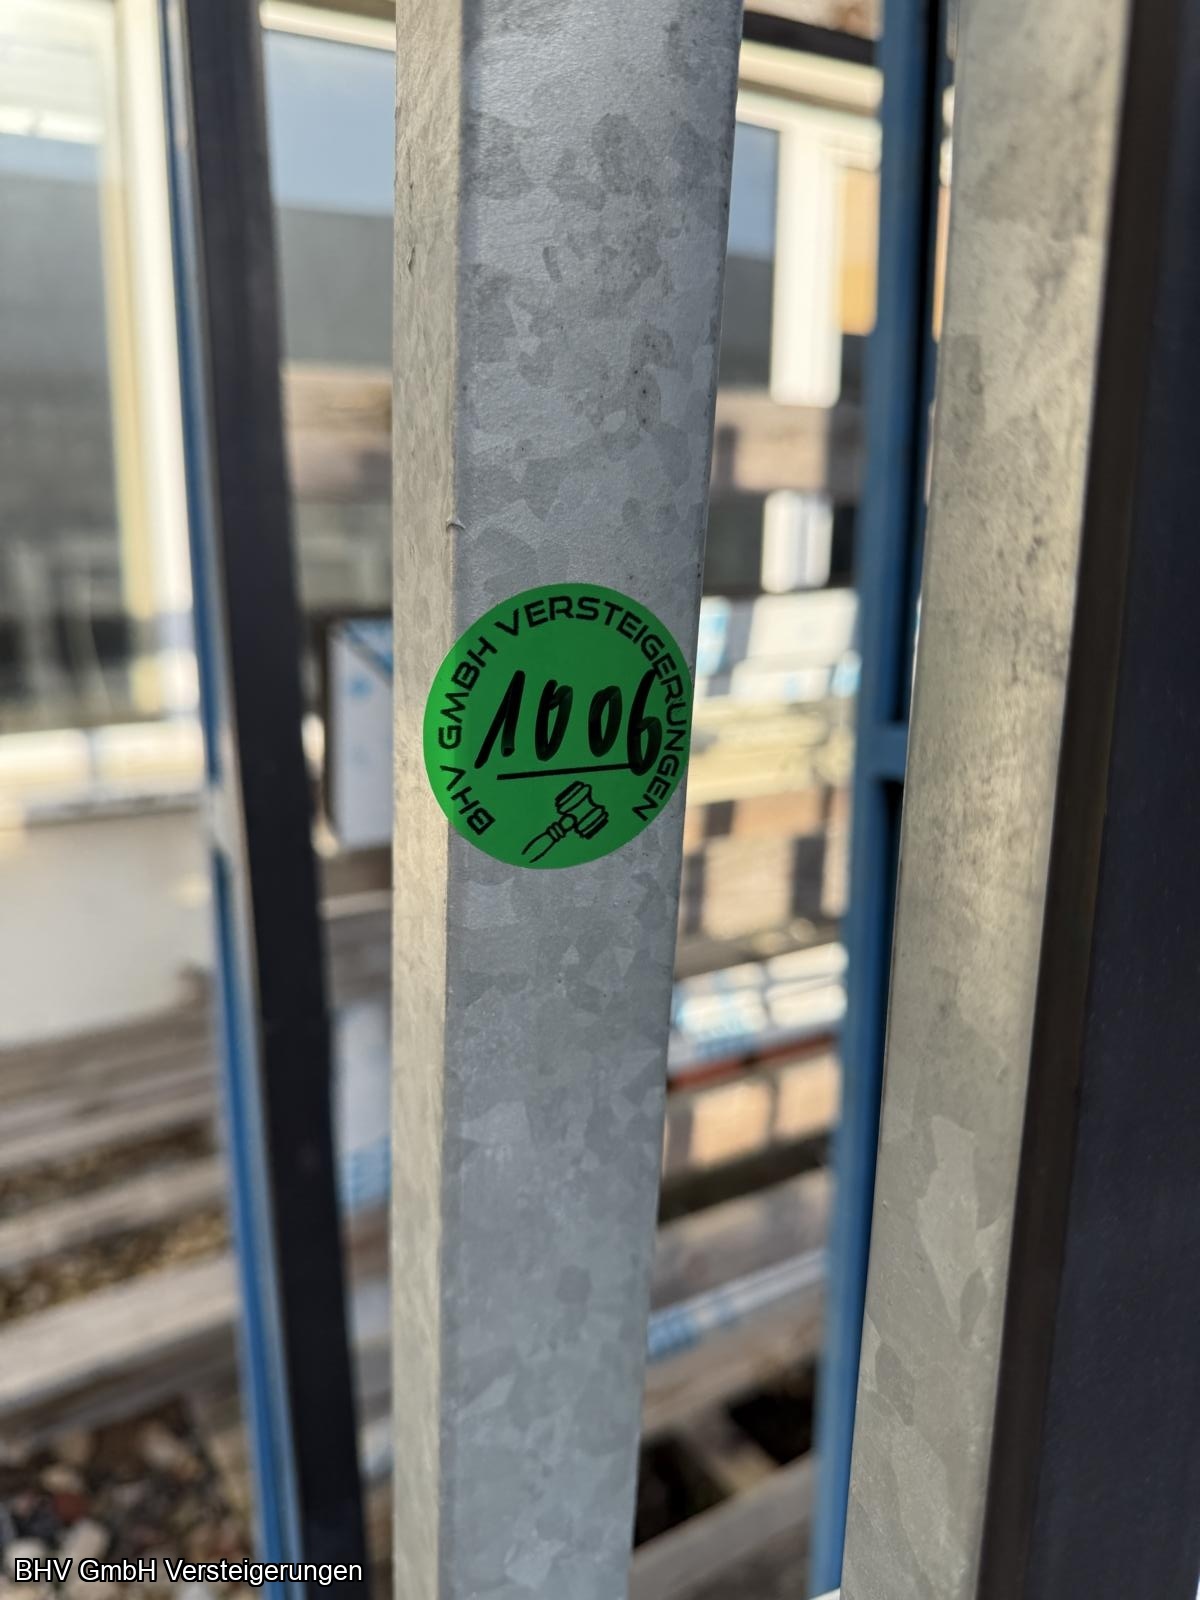 BHV GMBH VERSTEIGERUNGEN
1006
BHV GmbH Versteigerungen